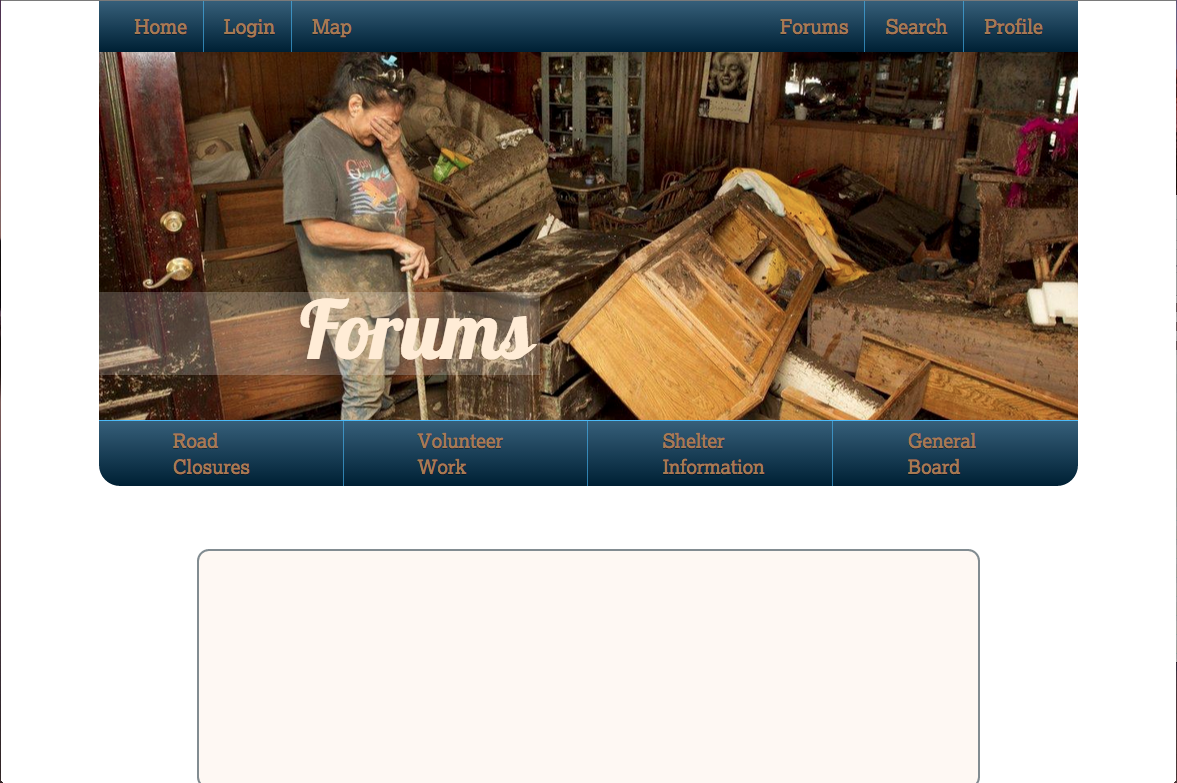 Home Login Map Forums Search Profile
Forums
Road
Closures
Volunteer
Work
Shelter
Information
General
Board